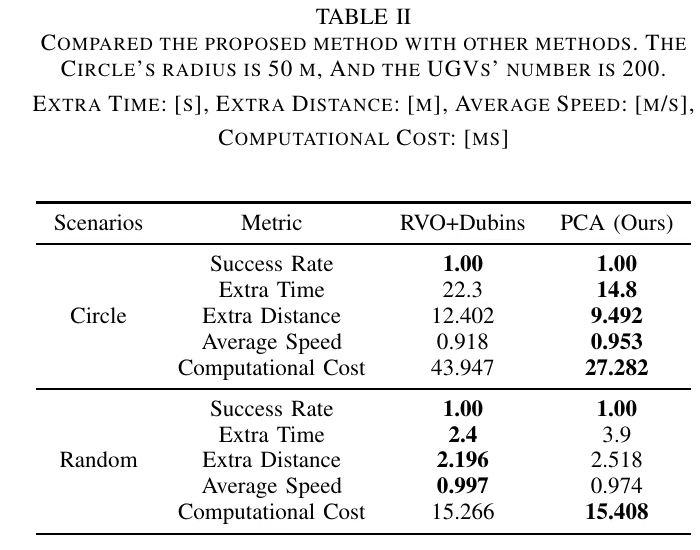 TABLE II
COMPARED THE PROPOSED METHOD WITH OTHER METHODS. THE
CIRCLE'S RADIUS IS 50 M, AND THE UGVS' NUMBER IS 200.
EXTRA TIME: [S], EXTRA DISTANCE: [M], AVERAGE SPEED: [M/S],
COMPUTATIONAL COST: [MS]
Scenarios Metric RVO+Dubins PCA (Ours)
Success Rate 1.00 1.00
Extra Time 22.3 14.8
Circle Extra Distance 12.402 9.492
Average Speed 0.918 0.953
Computational Cost 43.947 27.282
Success Rate 1.00 1.00
Extra Time 2.4 3.9
Random Extra Distance 2.196 2.518
Average Speed 0.997 0.974
Computational Cost 15.266 15.408